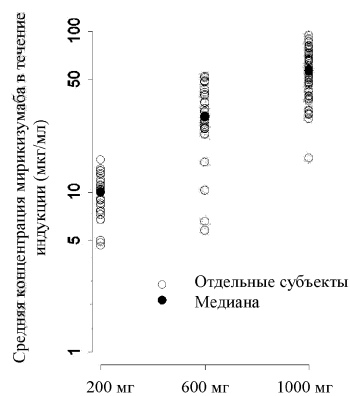 Средняя концентрация мирикизумаба в течение
индукции (мкг/мл)
100
50
10
5
1
Отдельные субъекты
Медиана
200 мг 600 мг 1000 мг